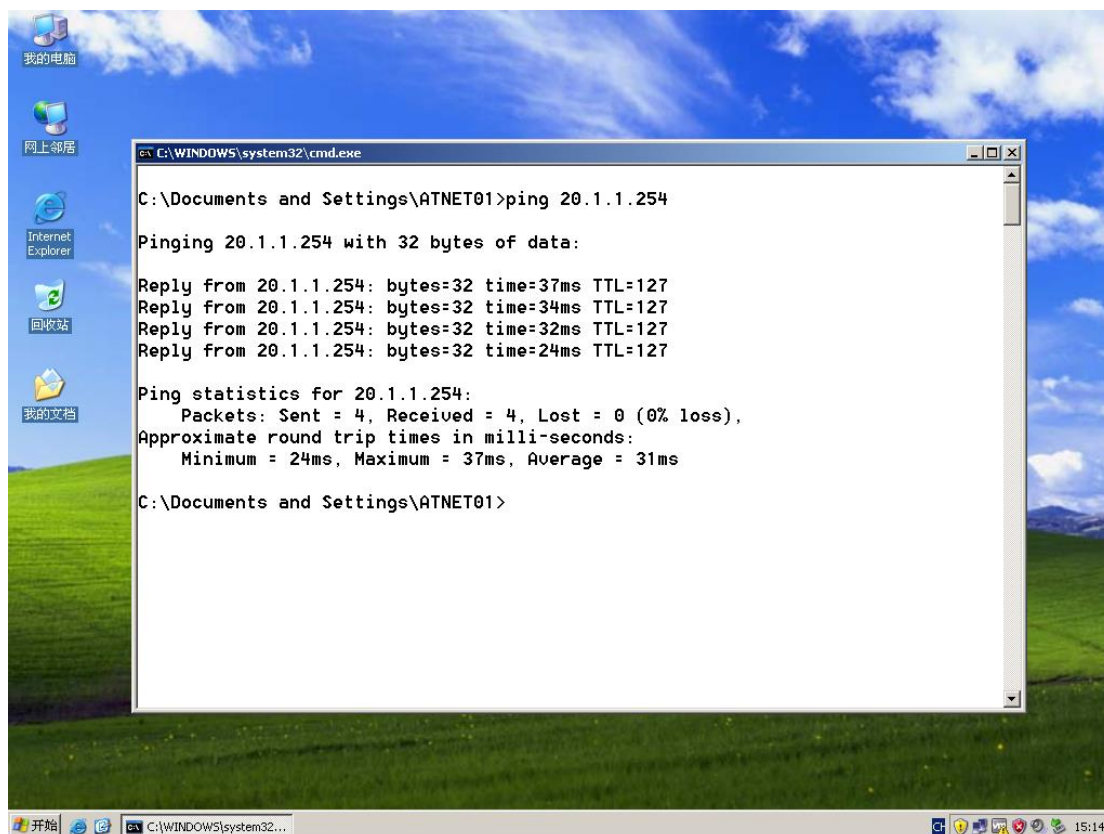 我的电脑
网上邻居
Internet
Explorer
回收站
我的文档
C:\WINDOWS\system32\cmd.exe
C:\Documents and Settings\ATNET01>ping 20.1.1.254
Pinging 20.1.1.254 with 32 bytes of data:
Reply from 20.1.1.254: bytes=32 time=37ms TTL=127
Reply from 20.1.1.254: bytes=32 time=34ms TTL=127
Reply from 20.1.1.254: bytes=32 time=32ms TTL=127
Reply from 20.1.1.254: bytes=32 time=24ms TTL=127
Ping statistics for 20.1.1.254:
Packets: Sent = 4, Received = 4, Lost = 0 (0% loss),
Approximate round trip times in milli-seconds:
Minimum = 24ms, Maximum = 37ms, Average = 31ms
C:\Documents and Settings\ATNET01>
开始
C:\WINDOWS\system32...
CH
15:14